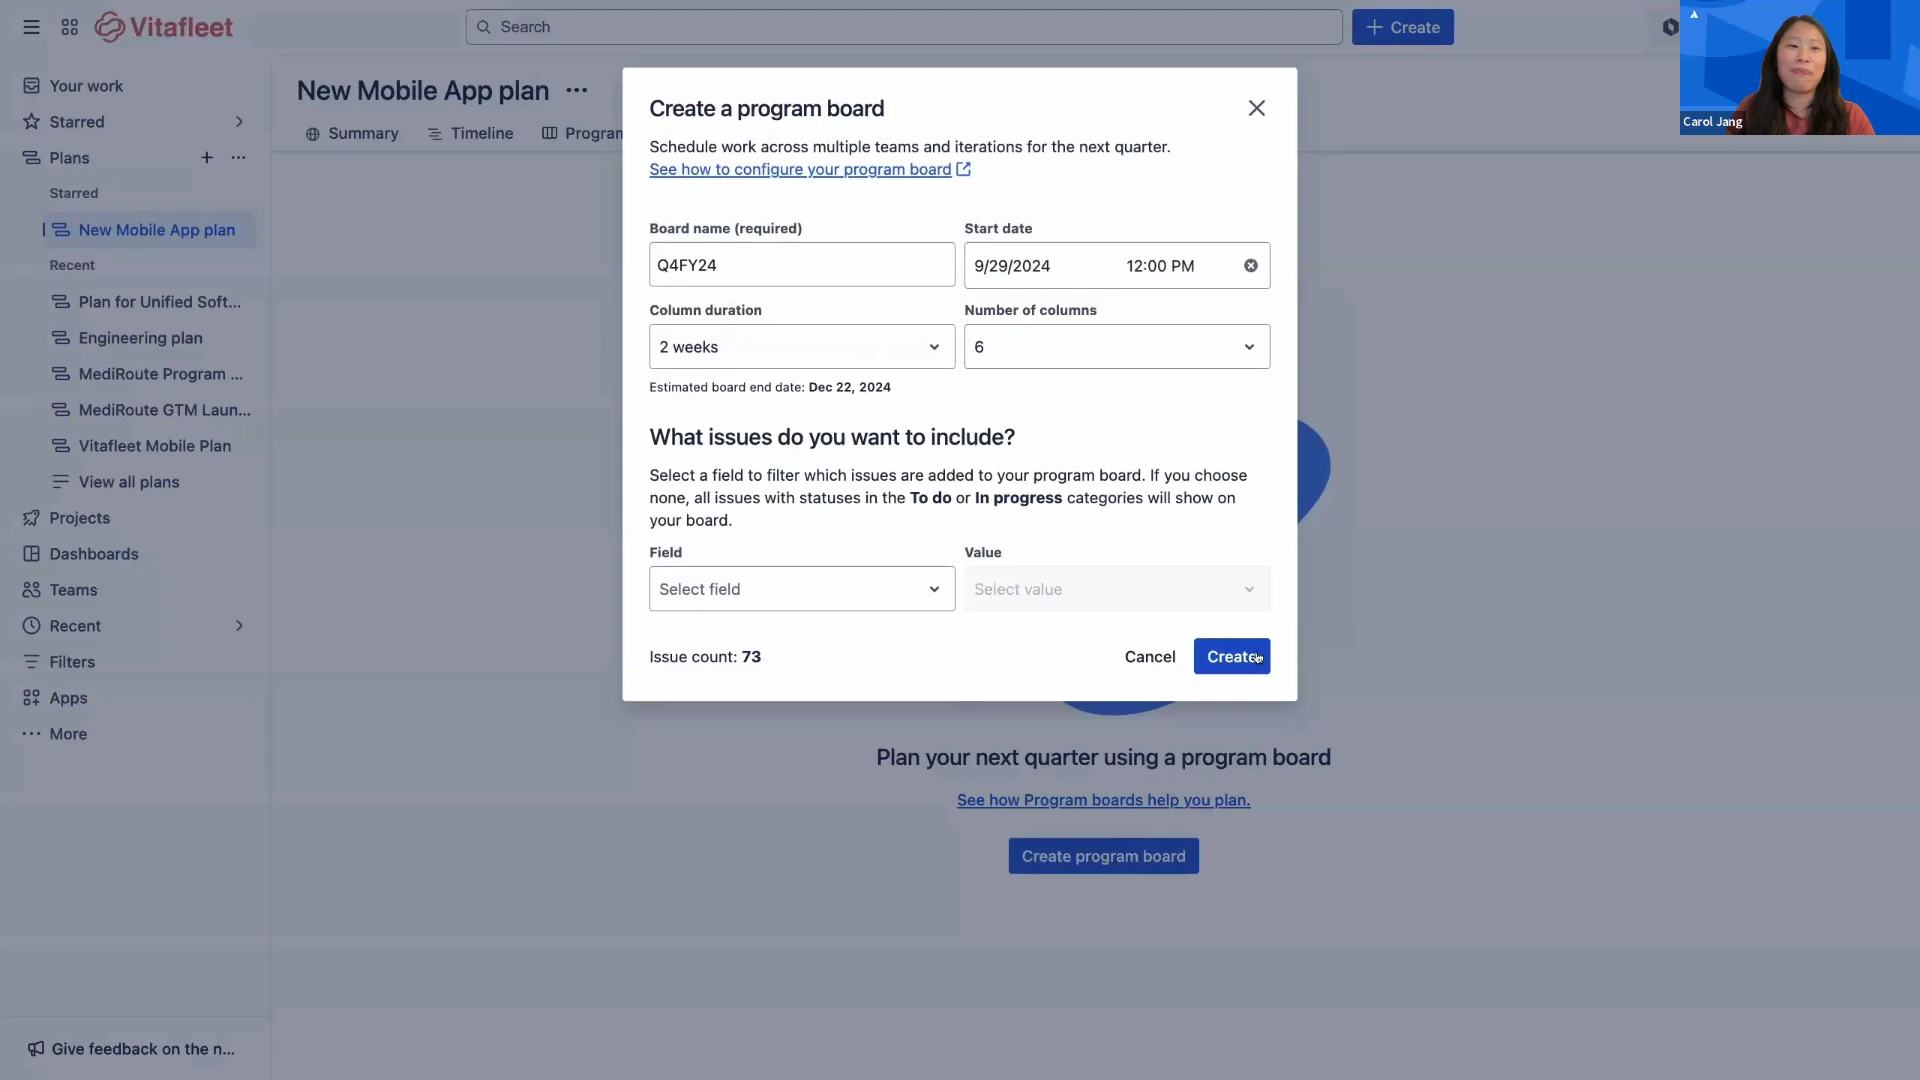 Vitafleet
Search
Create
Carol Jang
Your work
Starred
Plans
Starred
New Mobile App plan
Recent
Plan for Unified Soft...
Engineering plan
MediRoute Program ...
MediRoute GTM Laun...
Vitafleet Mobile Plan
View all plans
Projects
Dashboards
Teams
Recent
Filters
Apps
More
Give feedback on the n...
New Mobile App plan
Summary
Timeline
Program
Create a program board
Schedule work across multiple teams and iterations for the next quarter.
See how to configure your program board
Board name (required)
Start date
Q4FY24
9/29/2024 12:00 PM
Column duration
Number of columns
2 weeks
6
Estimated board end date: Dec 22, 2024
What issues do you want to include?
Select a field to filter which issues are added to your program board. If you choose
none, all issues with statuses in the To do or In progress categories will show on
your board.
Field
Value
Select field
Select value
Issue count: 73
Cancel
Create
Plan your next quarter using a program board
See how Program boards help you plan.
Create program board